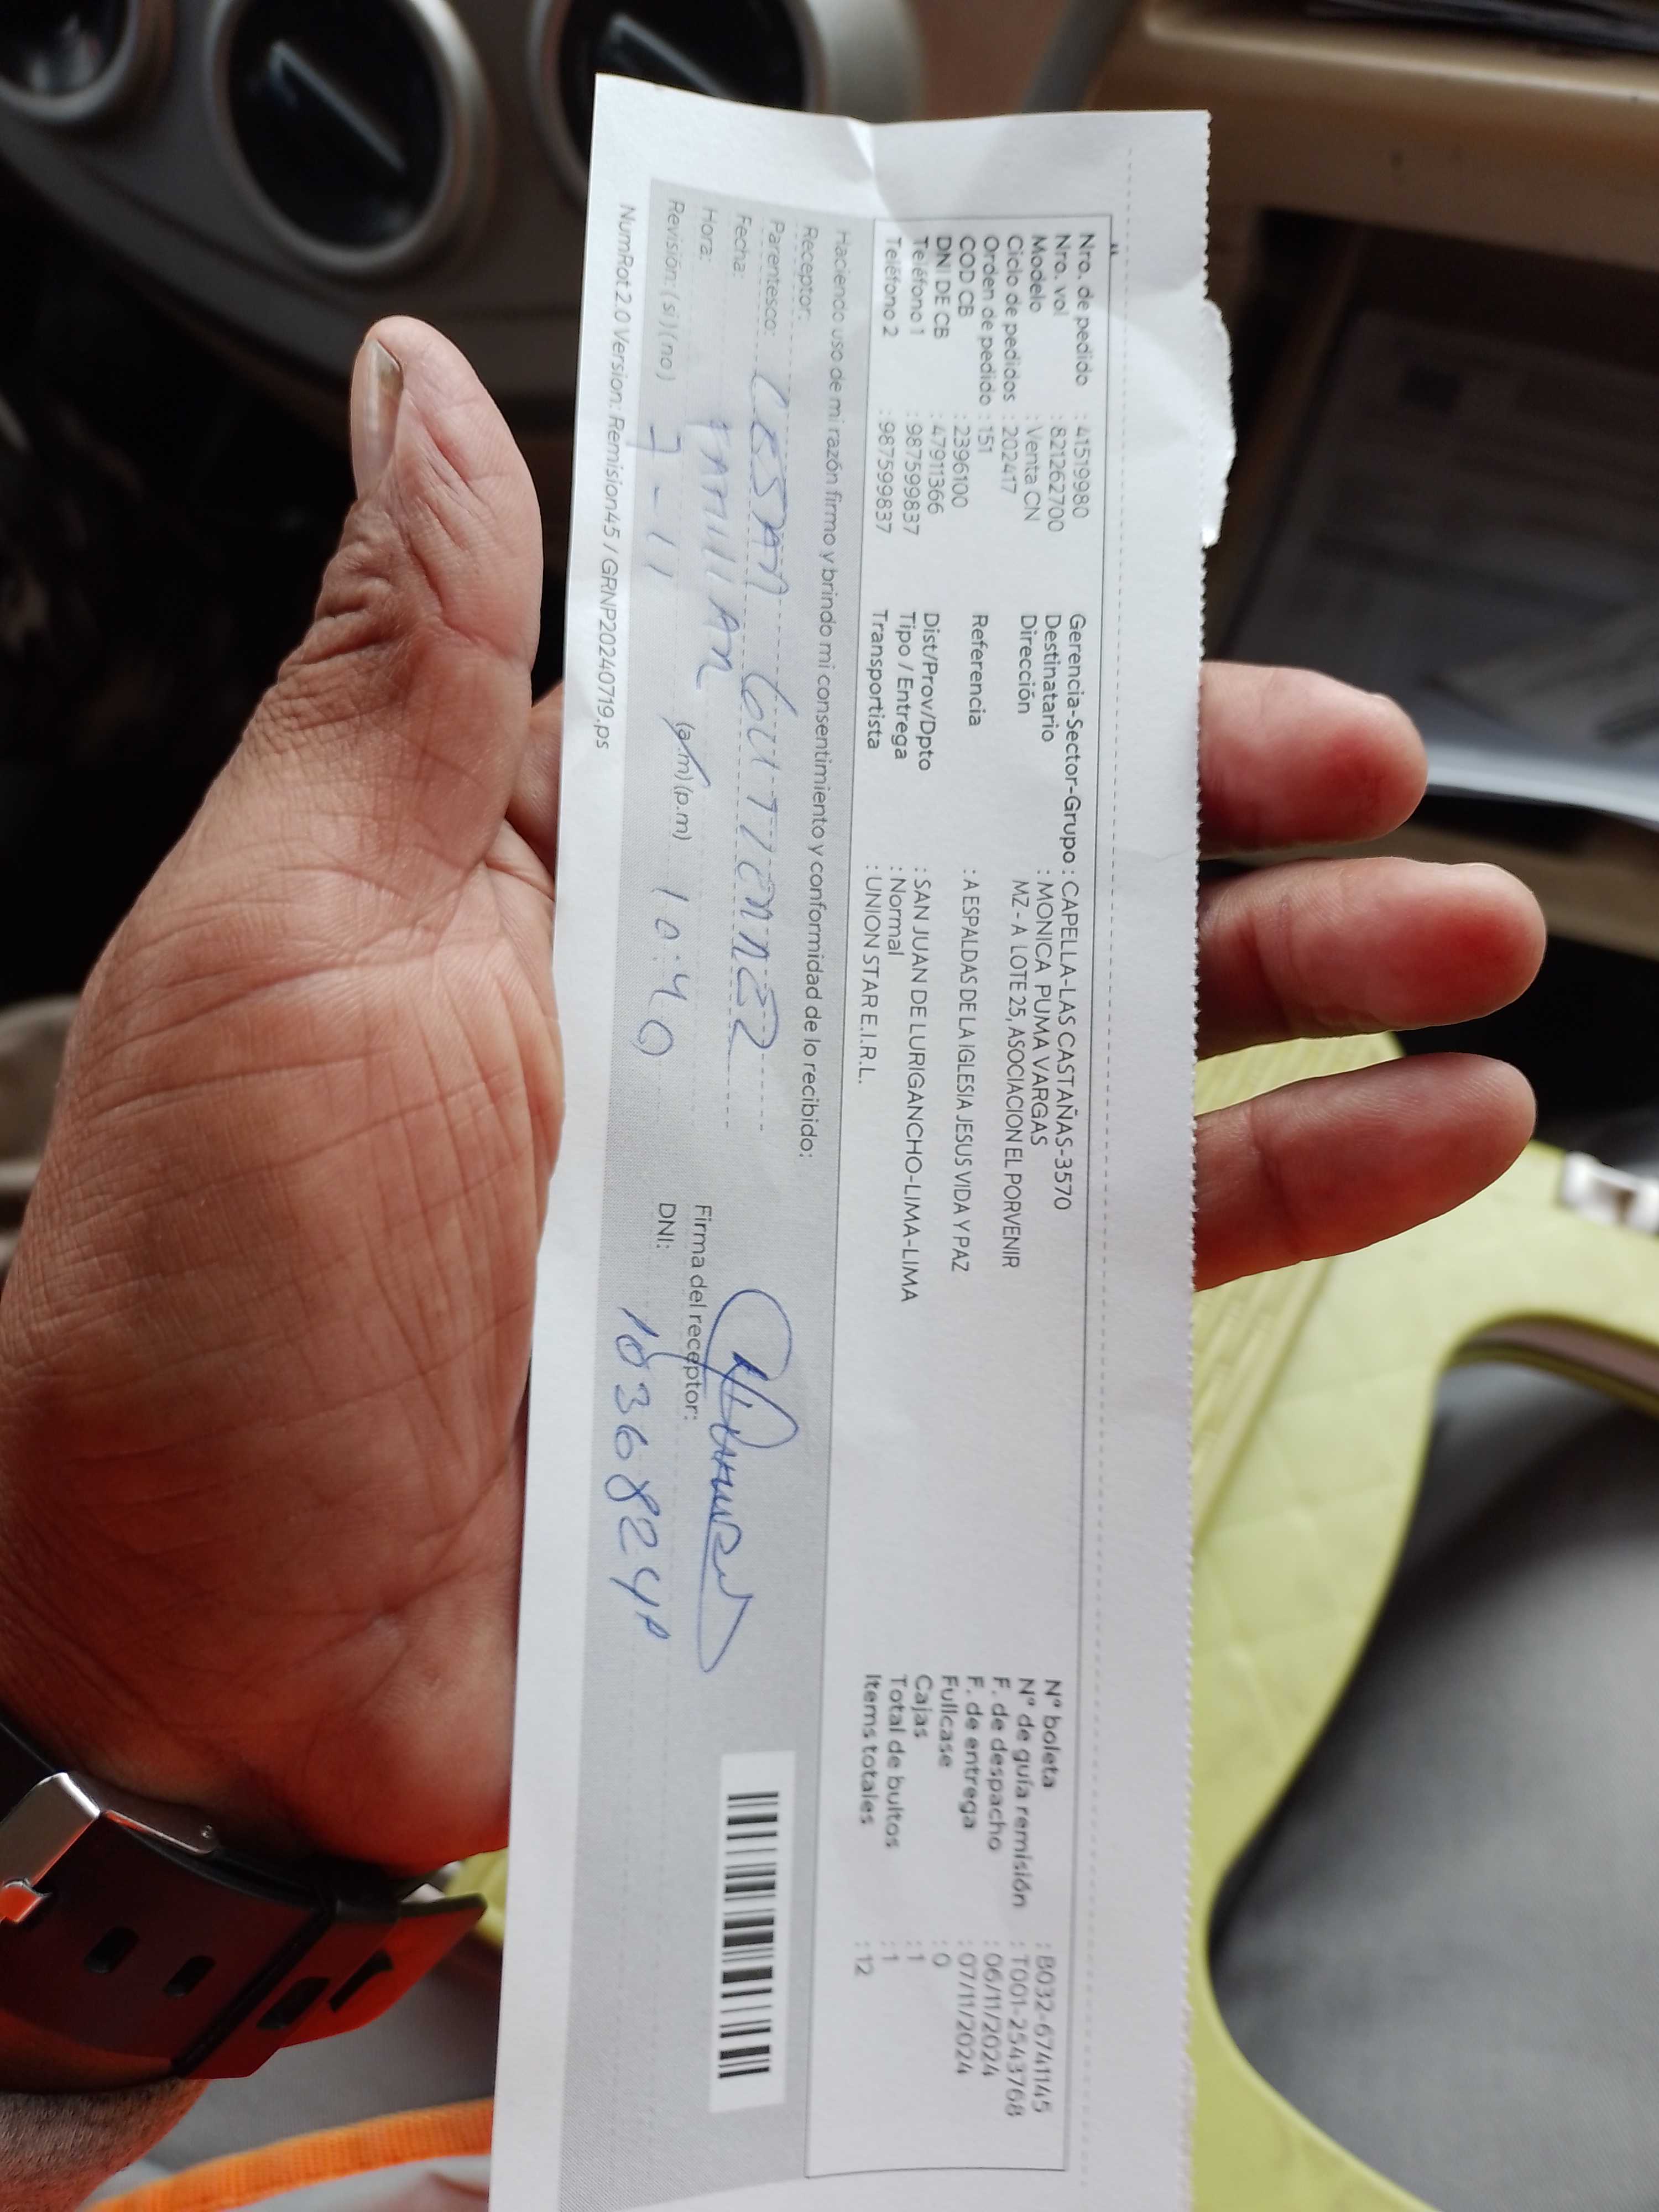 Nro. de pedido : 41519980
Nro. vol : 821262700
Modelo : Venta CN
Ciclo de pedidos : 202417
Orden de pedido : 151
COD CB : 2396100
DNI DE CB : 47911366
Teléfono 1 : 987599837
Teléfono 2 : 987599837
Gerencia-Sector-Grupo : CAPELLA-LAS CASTAÑAS-3570
Destinatario : MONICA PUMA VARGAS
Dirección MZ- A LOTE 25, ASOCIACION EL PORVENIR
Referencia : A ESPALDAS DE LA IGLESIA JESUS VIDA Y PAZ
Dist/Prov/Dpto : SAN JUAN DE LURIGANCHO-LIMA-LIMA
Tipo / Entrega : Normal
Transportista : UNION STAR E.I.R.L.
N° boleta : B032-6741145
N° de guía remisión : T001-2543768
F. de despacho : 06/11/2024
F. de entrega : 07/11/2024
Fullcase : 0
Cajas : 1
Total de bultos : 1
Items totales : 12
Haciendo uso de mi razón firmo y brindo mi consentimiento y conformidad de lo recibido:
Receptor:
Parentesco:
Fecha:
Hora: (a.m)(p.m) 10:40
Revisión: (si)(no) 7-11
Firma del receptor:
DNI:
NumRot2.0 Version: Remision45 / GRNP20240719.ps